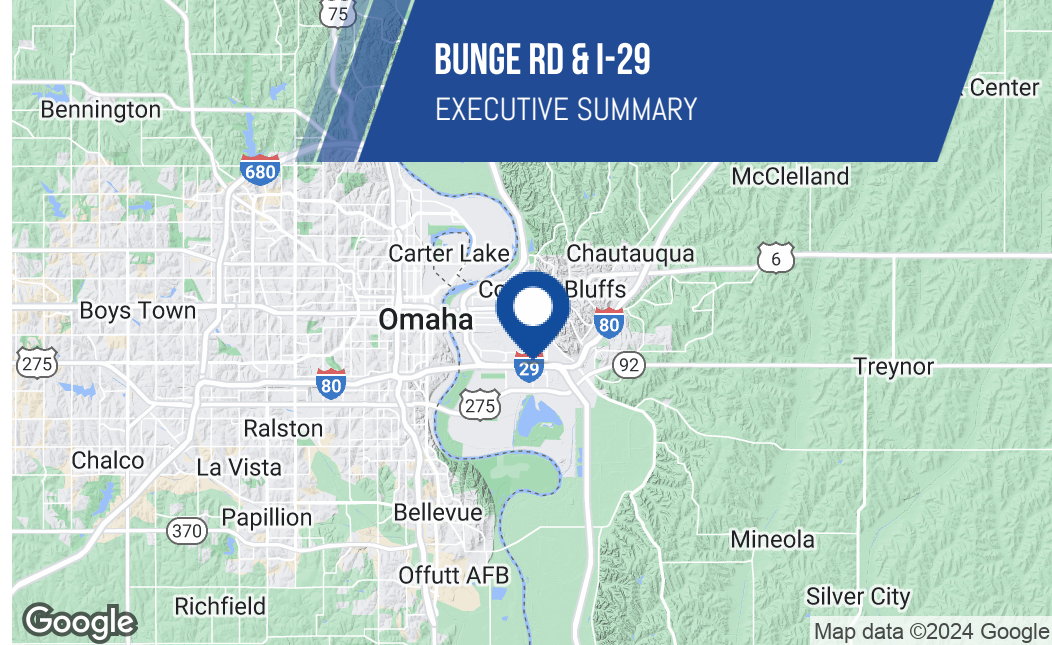 75
BUNGE RD & I-29
EXECUTIVE SUMMARY
Center
Bennington
680
McClelland
Carter Lake
Chautauqua
6
Co
Bluffs
Boys Town
Omaha
80
275
29
92
Treynor
80
275
Ralston
Chalco
La Vista
Papillion
Bellevue
370
Mineola
Offutt AFB
Richfield
Silver City
Google
Map data ©2024 Google